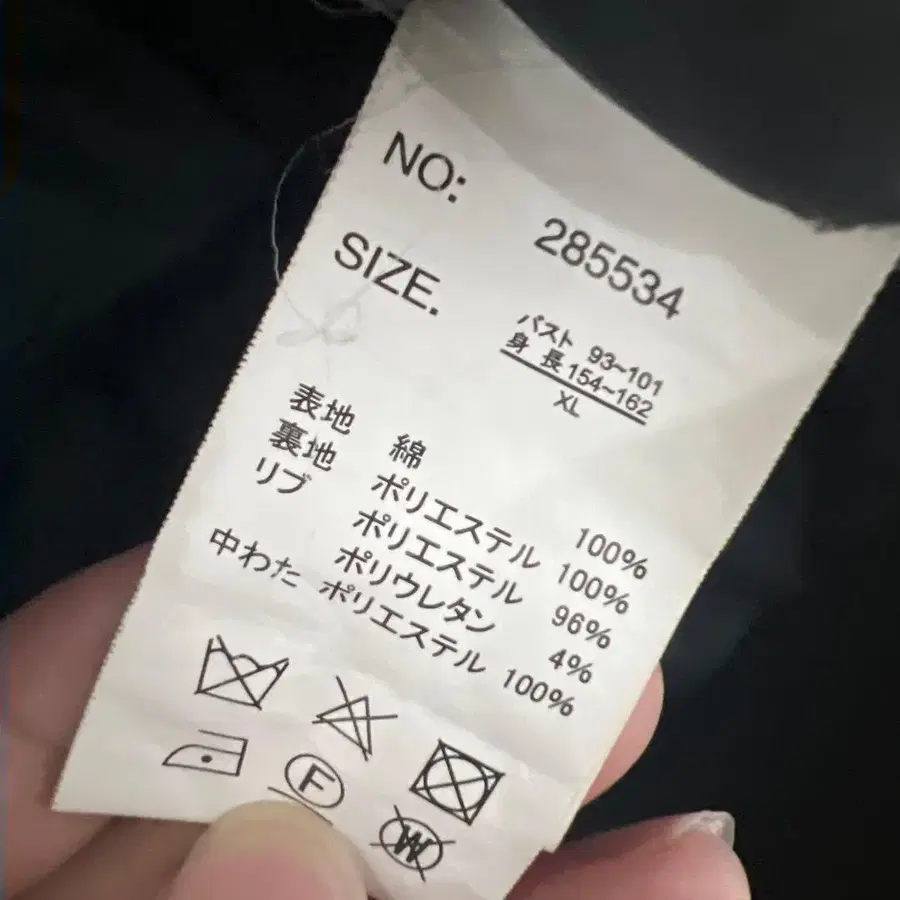 NO: 285534
SIZE. バスト 93~101
身 長 154~162
XL
表地 綿 100%
裏地 ポリエステル 100%
リブ ポリエステル 96%
ポリウレタン 4%
中わた ポリエステル 100%
F
W